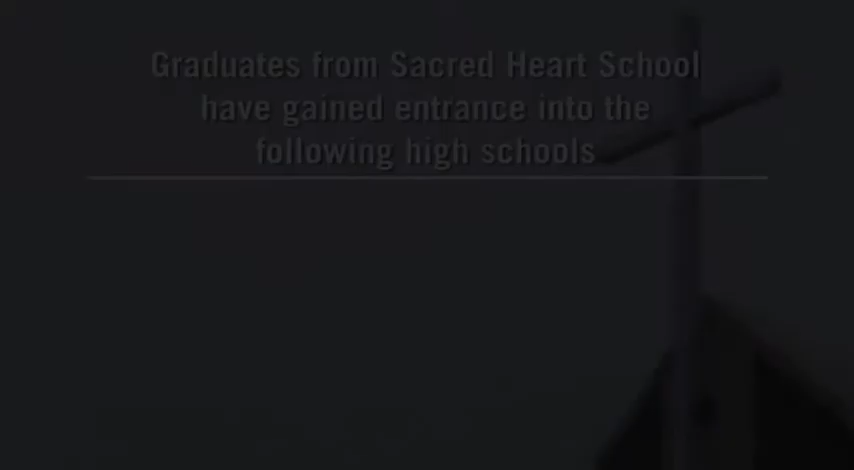 Graduates from Sacred Heart School
have gained entrance into the
following high schools